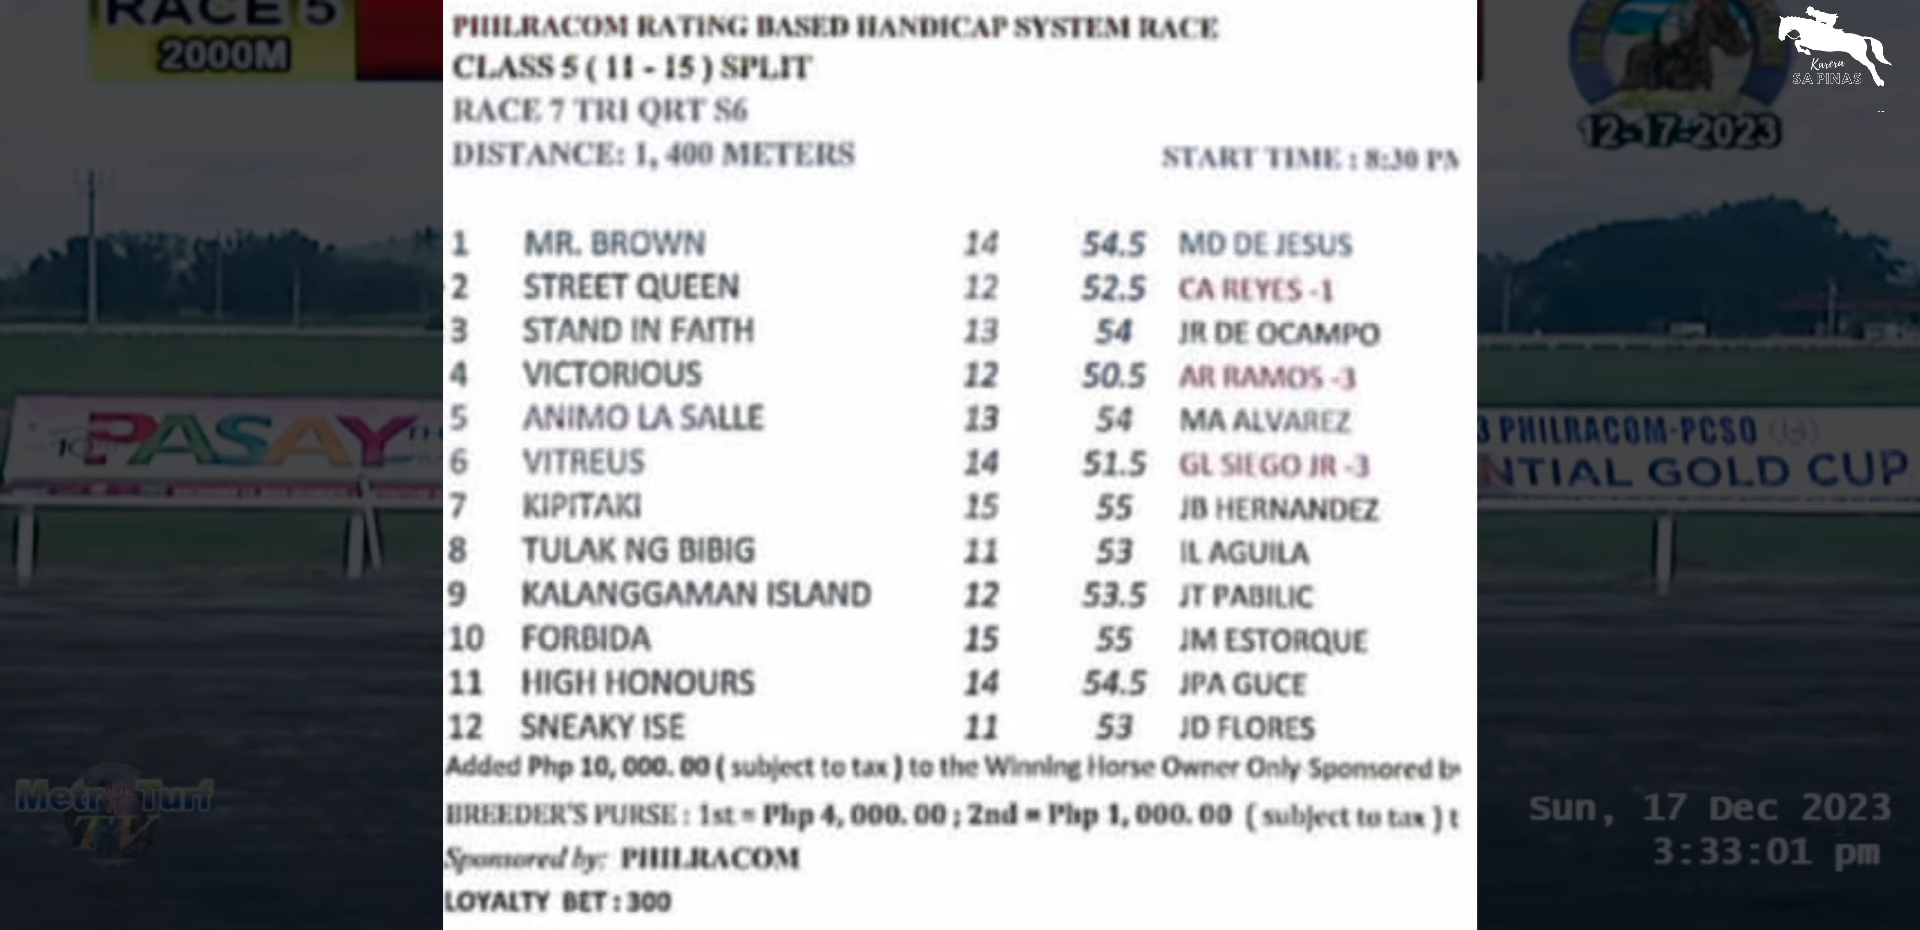 RACE 5
2000M
PHILRACOM RATING BASED HANDICAP SYSTEM RACE
CLASS 5 ( 11 - 15 ) SPLIT
RACE 7 TRI QRT S6
DISTANCE: 1, 400 METERS START TIME : 8:30 PM
1 MR. BROWN 14 54.5 MD DE JESUS
2 STREET QUEEN 12 52.5 CA REYES -1
3 STAND IN FAITH 13 54 JR DE OCAMPO
4 VICTORIOUS 12 50.5 AR RAMOS -3
5 ANIMO LA SALLE 13 54 MA ALVAREZ
6 VITREUS 14 51.5 GL SIEGO JR -3
7 KIPITAKI 15 55 JB HERNANDEZ
8 TULAK NG BIBIG 11 53 IL AGUILA
9 KALANGGAMAN ISLAND 12 53.5 JT PABILIC
10 FORBIDA 15 55 JM ESTORQUE
11 HIGH HONOURS 14 54.5 JPA GUCE
12 SNEAKY ISE 11 53 JD FLORES
Added Php 10, 000. 00 ( subject to tax ) to the Winning Horse Owner Only Sponsored
BREEDER'S PURSE : 1st = Php 4, 000. 00 ; 2nd = Php 1, 000. 00 ( subject to tax ) t
Sponsored by: PHILRACOM
LOYALTY BET : 300
Karera
SA PINAS
12-17-2023
PASAY
3 PHILRACOM-PCSO
NTIAL GOLD CUP
MetroTurf
TV
Sun, 17 Dec 2023
3:33:01 pm